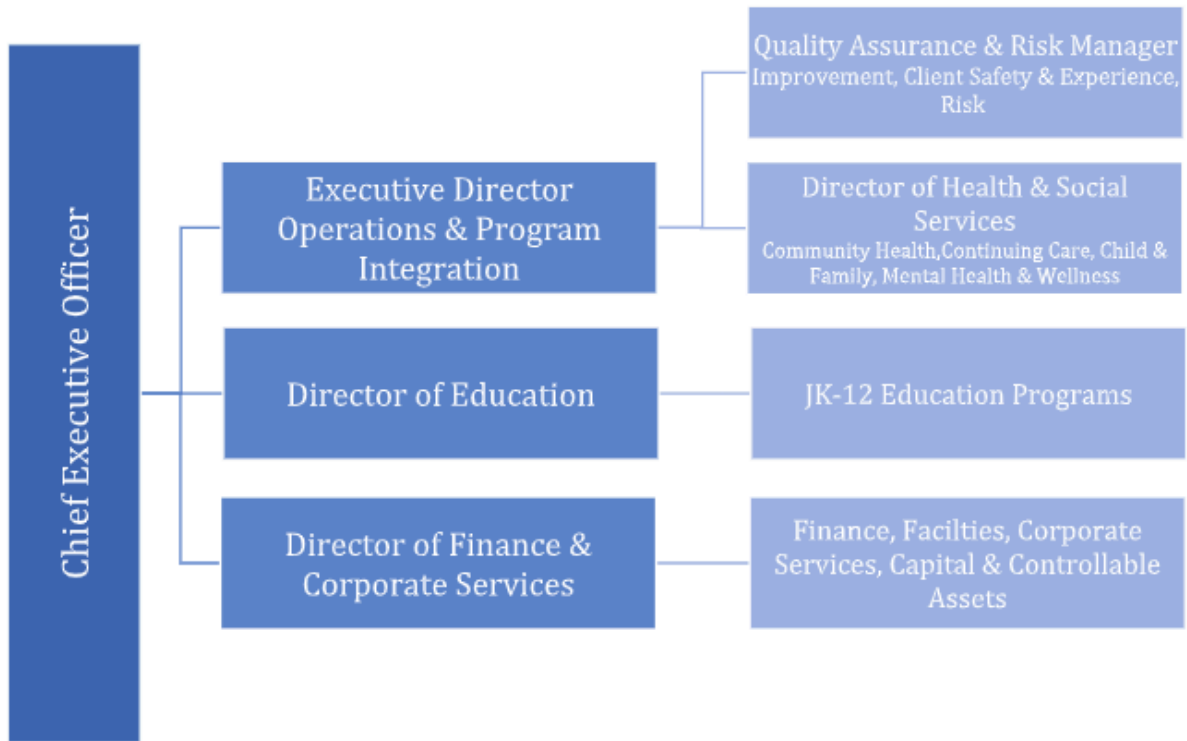 Chief Executive Officer
Executive Director
Operations & Program
Integration
Quality Assurance & Risk Manager
Improvement, Client Safety & Experience,
Risk
Director of Health & Social
Services
Community Health,Continuing Care, Child &
Family, Mental Health & Wellness
Director of Education
JK-12 Education Programs
Director of Finance &
Corporate Services
Finance, Facilties, Corporate
Services, Capital & Controllable
Assets